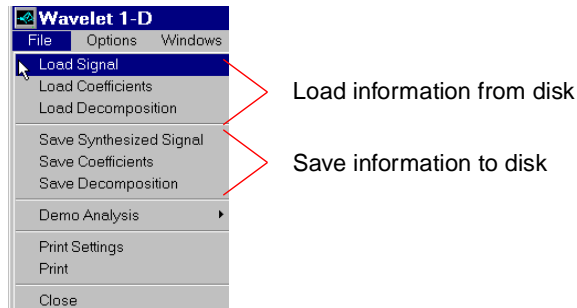 Wavelet 1-D
File Options Windows
Load Signal
Load Coefficients
Load Decomposition
Load information from disk
Save Synthesized Signal
Save Coefficients
Save Decomposition
Save information to disk
Demo Analysis
Print Settings
Print
Close